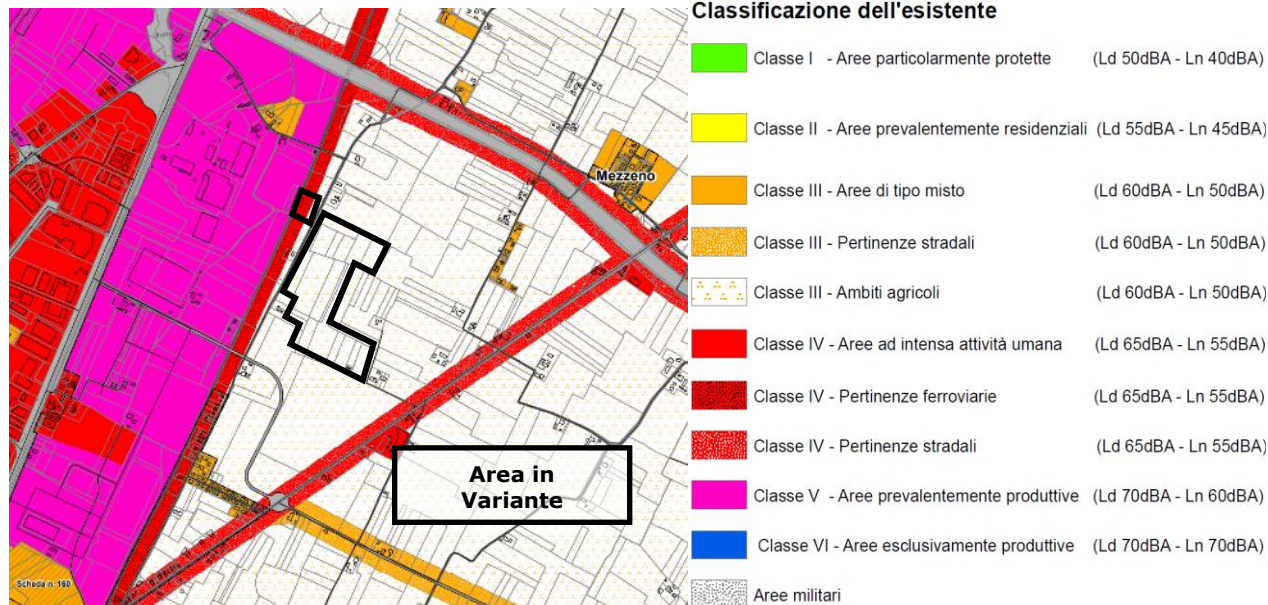 Mezzeno
Area in
Variante
Scheda n. 160
Classificazione dell'esistente
Classe I - Aree particolarmente protette (Ld 50dBA - Ln 40dBA)
Classe II - Aree prevalentemente residenziali (Ld 55dBA - Ln 45dBA)
Classe III - Aree di tipo misto (Ld 60dBA - Ln 50dBA)
Classe III - Pertinenze stradali (Ld 60dBA - Ln 50dBA)
Classe III - Ambiti agricoli (Ld 60dBA - Ln 50dBA)
Classe IV - Aree ad intensa attività umana (Ld 65dBA - Ln 55dBA)
Classe IV - Pertinenze ferroviarie (Ld 65dBA - Ln 55dBA)
Classe IV - Pertinenze stradali (Ld 65dBA - Ln 55dBA)
Classe V - Aree prevalentemente produttive (Ld 70dBA - Ln 60dBA)
Classe VI - Aree esclusivamente produttive (Ld 70dBA - Ln 70dBA)
Aree militari